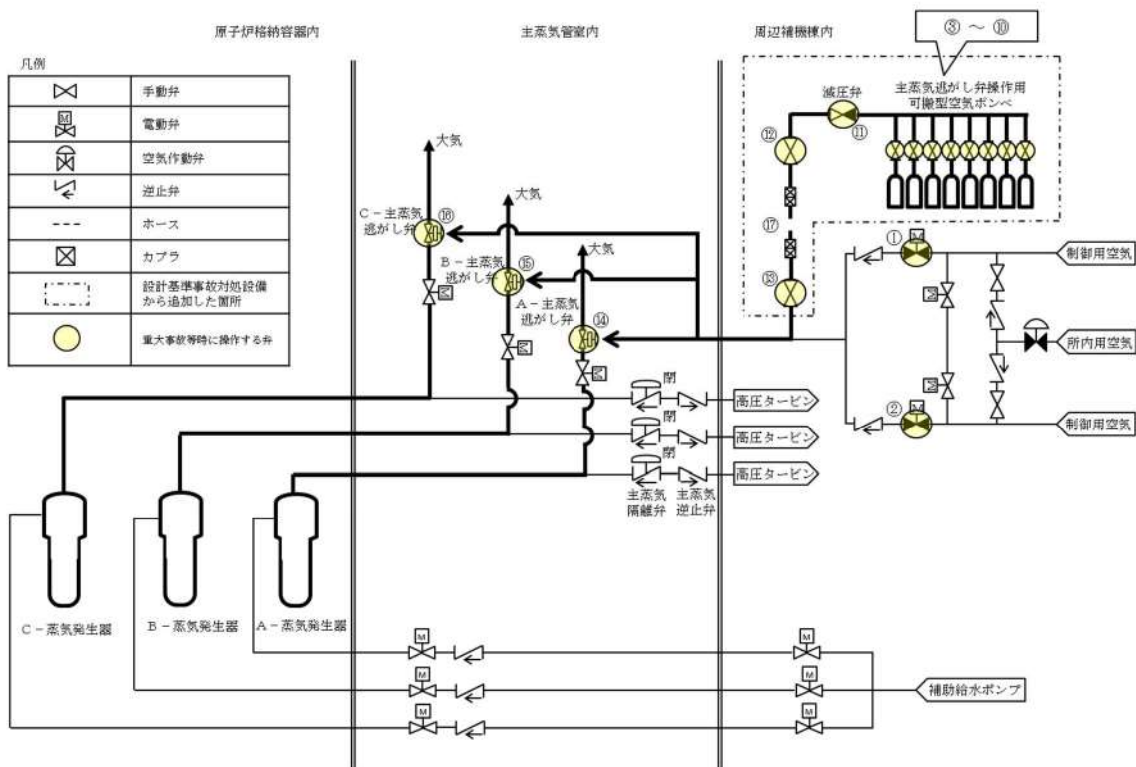 原子炉格納容器内
主蒸気管室内
周辺補機棟内
③ ～ ⑩
凡例
手動弁
M
電動弁
空気作動弁
逆止弁
ホース
カプラ
設計基準事故対処設備
から追加した箇所
重大事故等時に操作する弁
主蒸気逃がし弁操作用
可搬型空気ボンベ
減圧弁
⑪
⑫
⑰
⑬
大気
C－主蒸気
逃がし弁
⑯
M
大気
B－主蒸気
逃がし弁
⑮
M
大気
A－主蒸気
逃がし弁
⑭
M
①
M
制御用空気
M
所内用空気
M
②
M
制御用空気
閉
高圧タービン
閉
高圧タービン
閉
高圧タービン
主蒸気
隔離弁
主蒸気
逆止弁
C－蒸気発生器
B－蒸気発生器
A－蒸気発生器
M
M
M
M
補助給水ポンプ
M
M